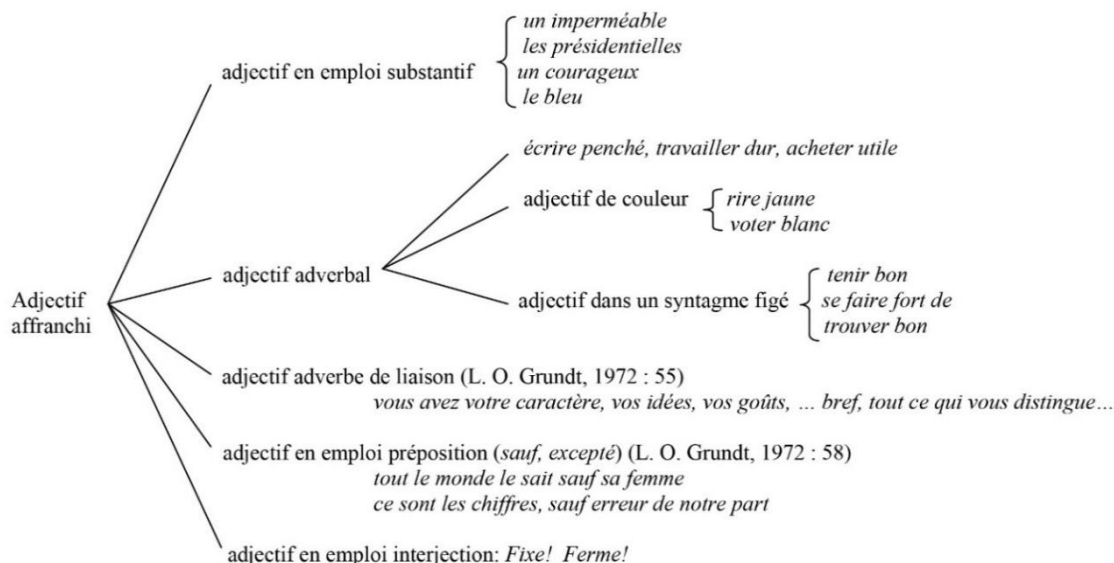 un imperméable
les présidentielles
adjectif en emploi substantif
un courageux
le bleu
écrire penché, travailler dur, acheter utile
adjectif de couleur
rire jaune
voter blanc
adjectif adverbal
tenir bon
adjectif dans un syntagme figé
se faire fort de
trouver bon
Adjectif
affranchi
adjectif adverbe de liaison (L. O. Grundt, 1972 : 55)
vous avez votre caractère, vos idées, vos goûts, … bref, tout ce qui vous distingue…
adjectif en emploi préposition (sauf, excepté) (L. O. Grundt, 1972 : 58)
tout le monde le sait sauf sa femme
ce sont les chiffres, sauf erreur de notre part
adjectif en emploi interjection: Fixe! Ferme!